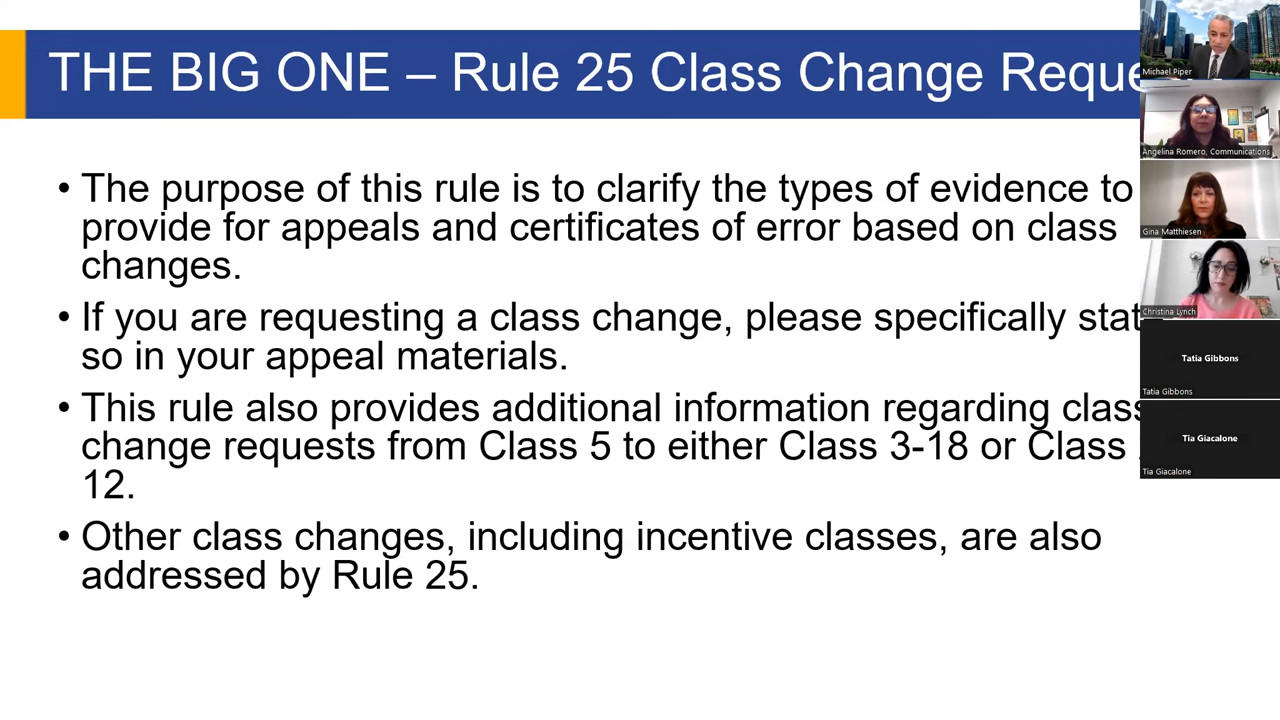 THE BIG ONE – Rule 25 Class Change
• The purpose of this rule is to clarify the types of evidence to
provide for appeals and certificates of error based on class
changes.
• If you are requesting a class change, please specifically
so in your appeal materials.
• This rule also provides additional information regarding
change requests from Class 5 to either Class 3-18 or Class
12.
• Other class changes, including incentive classes, are also
addressed by Rule 25.
Michael Piper
Angelina Romero, Communications
Gina Matthiesen
Christina Lynch
Tatia Gibbons
Tatia Gibbons
Tia Giacalone
Tia Giacalone